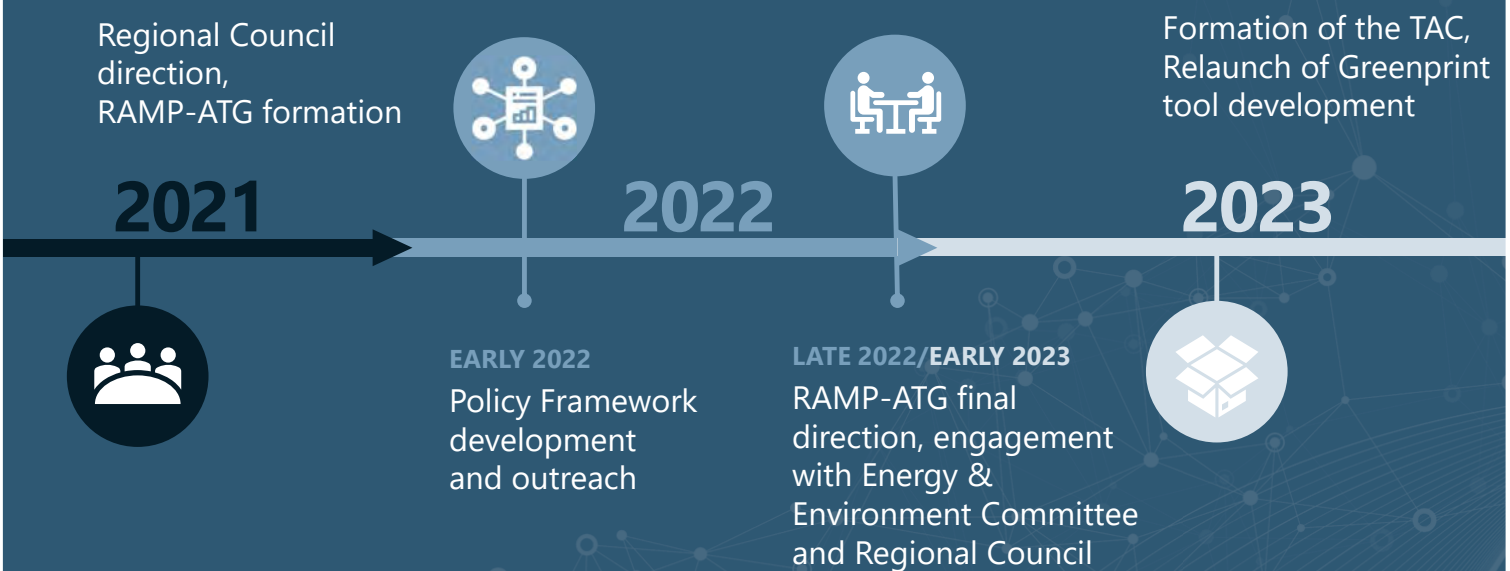 Regional Council
direction,
RAMP-ATG formation
2021
2022
EARLY 2022
Policy Framework
development
and outreach
LATE 2022/EARLY 2023
RAMP-ATG final
direction, engagement
with Energy &
Environment Committee
and Regional Council
Formation of the TAC,
Relaunch of Greenprint
tool development
2023